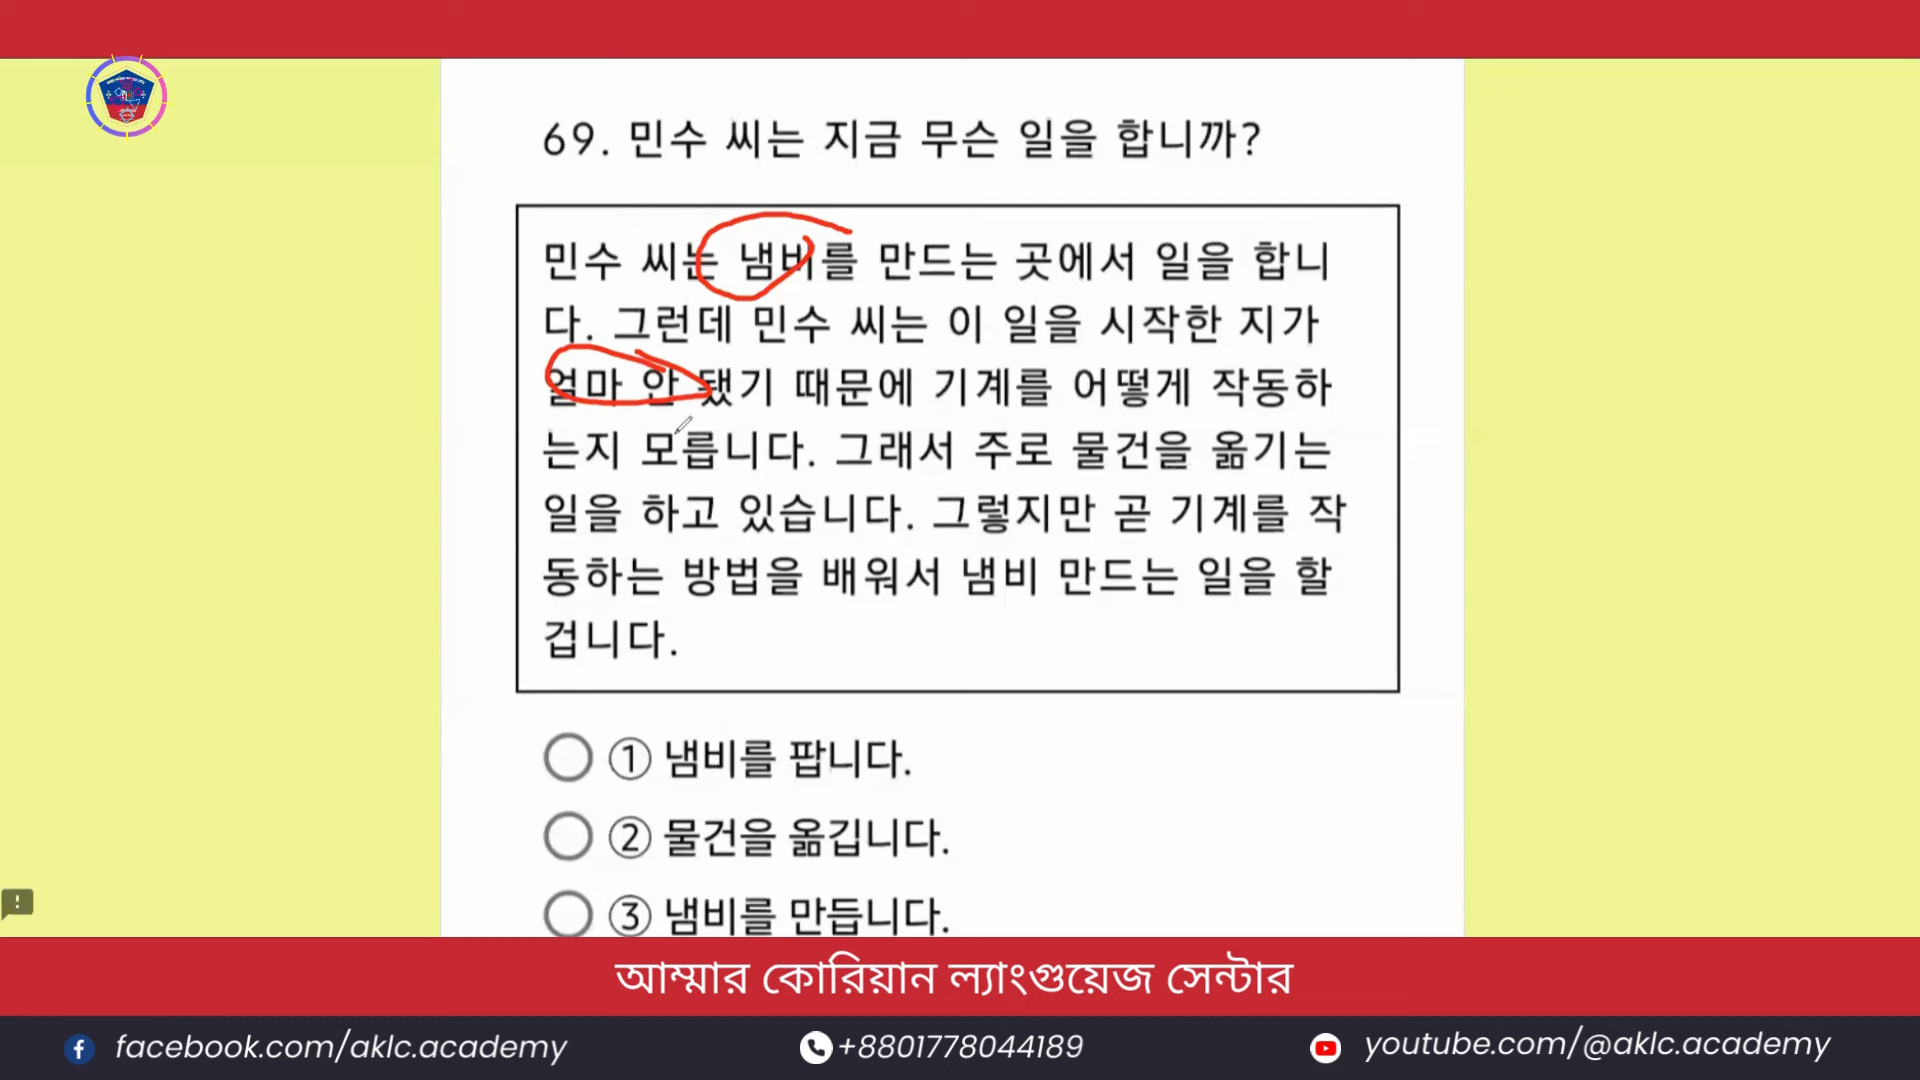 69. 민수 씨는 지금 무슨 일을 합니까?
민수 씨는 냄비를 만드는 곳에서 일을 합니
다. 그런데 민수 씨는 이 일을 시작한 지가
얼마 안 됐기 때문에 기계를 어떻게 작동하
는지 모릅니다. 그래서 주로 물건을 옮기는
일을 하고 있습니다. 그렇지만 곧 기계를 작
동하는 방법을 배워서 냄비 만드는 일을 할
겁니다.
① 냄비를 팝니다.
② 물건을 옮깁니다.
③ 냄비를 만듭니다.
আম্মার কোরিয়ান ল্যাংগুয়েজ সেন্টার
facebook.com/aklc.academy
+8801778044189
youtube.com/@aklc.academy